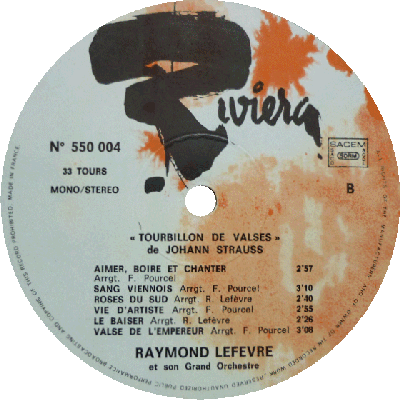 Riviera
N° 550 004
33 TOURS
MONO/STEREO
SACEM
SDRM
B
« TOURBILLON DE VALSES »
de JOHANN STRAUSS
AIMER, BOIRE ET CHANTER 2'57
Arrgt. F. Pourcel
SANG VIENNOIS Arrgt. F. Pourcel 3'10
ROSES DU SUD Arrgt R. Lefèvre 2'40
VIE D'ARTISTE Arrgt. F. Pourcel 2'55
LE BAISER Arrgt. R. Lefèvre 2'26
VALSE DE L'EMPEREUR Arrgt. F. Pourcel 3'08
RAYMOND LEFEVRE
et son Grand Orchestre
MADE IN FRANCE